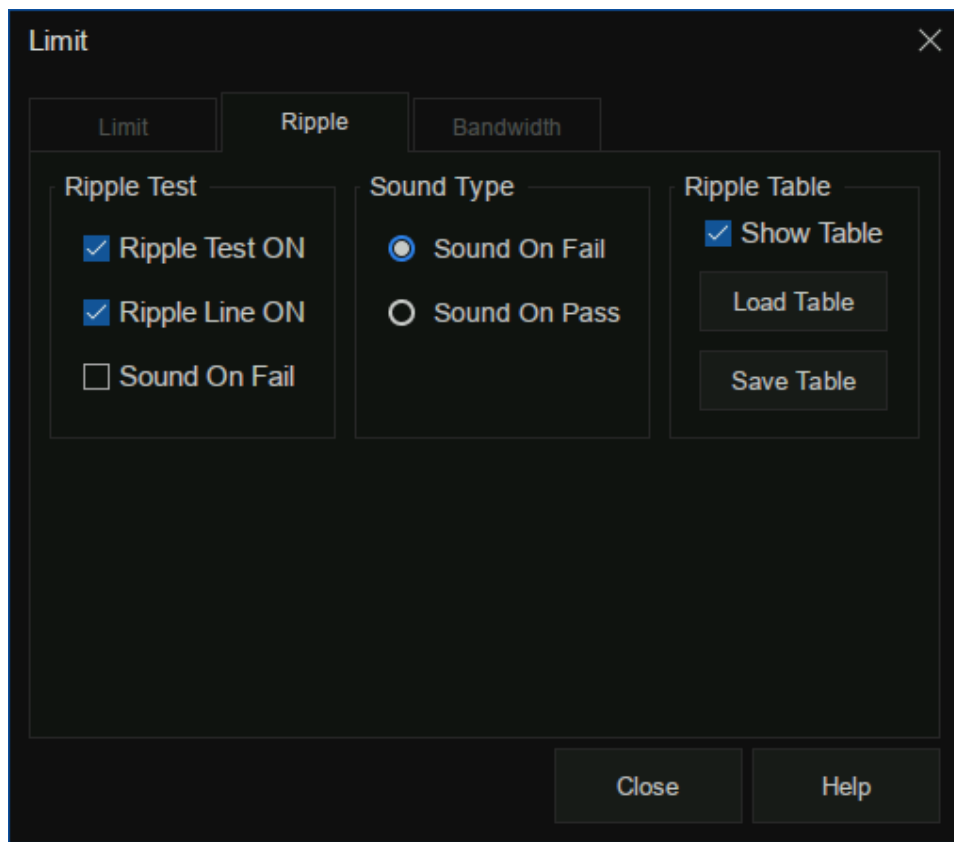 Limit
Limit
Ripple
Bandwidth
Ripple Test
Ripple Test ON
Ripple Line ON
Sound On Fail
Sound Type
Sound On Fail
Sound On Pass
Ripple Table
Show Table
Load Table
Save Table
Close
Help